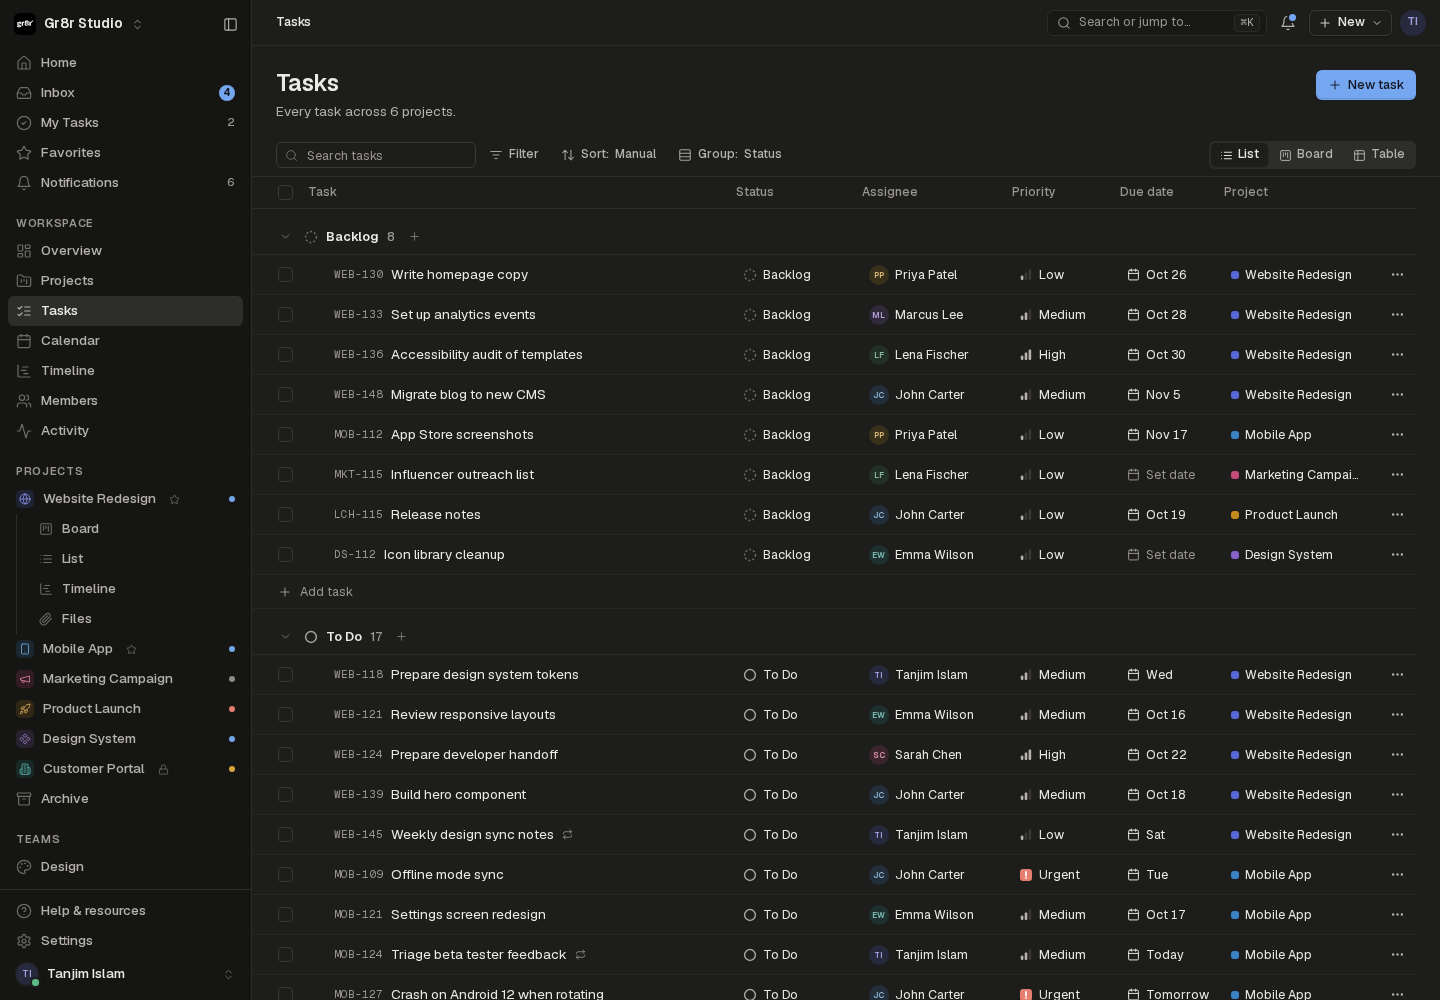 gr8r Gr8r Studio
Home
Inbox 4
My Tasks 2
Favorites
Notifications 6
WORKSPACE
Overview
Projects
Tasks
Calendar
Timeline
Members
Activity
PROJECTS
Website Redesign
Board
List
Timeline
Files
Mobile App
Marketing Campaign
Product Launch
Design System
Customer Portal
Archive
TEAMS
Design
Help & resources
Settings
TI Tanjim Islam
Tasks
Search or jump to... ⌘K
New
TI
Tasks
Every task across 6 projects.
New task
Search tasks
Filter
Sort: Manual
Group: Status
List
Board
Table
Task Status Assignee Priority Due date Project
Backlog 8
WEB-130 Write homepage copy Backlog PP Priya Patel Low Oct 26 Website Redesign
WEB-133 Set up analytics events Backlog ML Marcus Lee Medium Oct 28 Website Redesign
WEB-136 Accessibility audit of templates Backlog LF Lena Fischer High Oct 30 Website Redesign
WEB-148 Migrate blog to new CMS Backlog JC John Carter Medium Nov 5 Website Redesign
MOB-112 App Store screenshots Backlog PP Priya Patel Low Nov 17 Mobile App
MKT-115 Influencer outreach list Backlog LF Lena Fischer Low Set date Marketing Campai...
LCH-115 Release notes Backlog JC John Carter Low Oct 19 Product Launch
DS-112 Icon library cleanup Backlog EW Emma Wilson Low Set date Design System
Add task
To Do 17
WEB-118 Prepare design system tokens To Do TI Tanjim Islam Medium Wed Website Redesign
WEB-121 Review responsive layouts To Do EW Emma Wilson Medium Oct 16 Website Redesign
WEB-124 Prepare developer handoff To Do SC Sarah Chen High Oct 22 Website Redesign
WEB-139 Build hero component To Do JC John Carter Medium Oct 18 Website Redesign
WEB-145 Weekly design sync notes To Do TI Tanjim Islam Low Sat Website Redesign
MOB-109 Offline mode sync To Do JC John Carter Urgent Tue Mobile App
MOB-121 Settings screen redesign To Do EW Emma Wilson Medium Oct 17 Mobile App
MOB-124 Triage beta tester feedback To Do TI Tanjim Islam Medium Today Mobile App
MOB-127 Crash on Android 12 when rotating To Do JC John Carter Urgent Tomorrow Mobile App